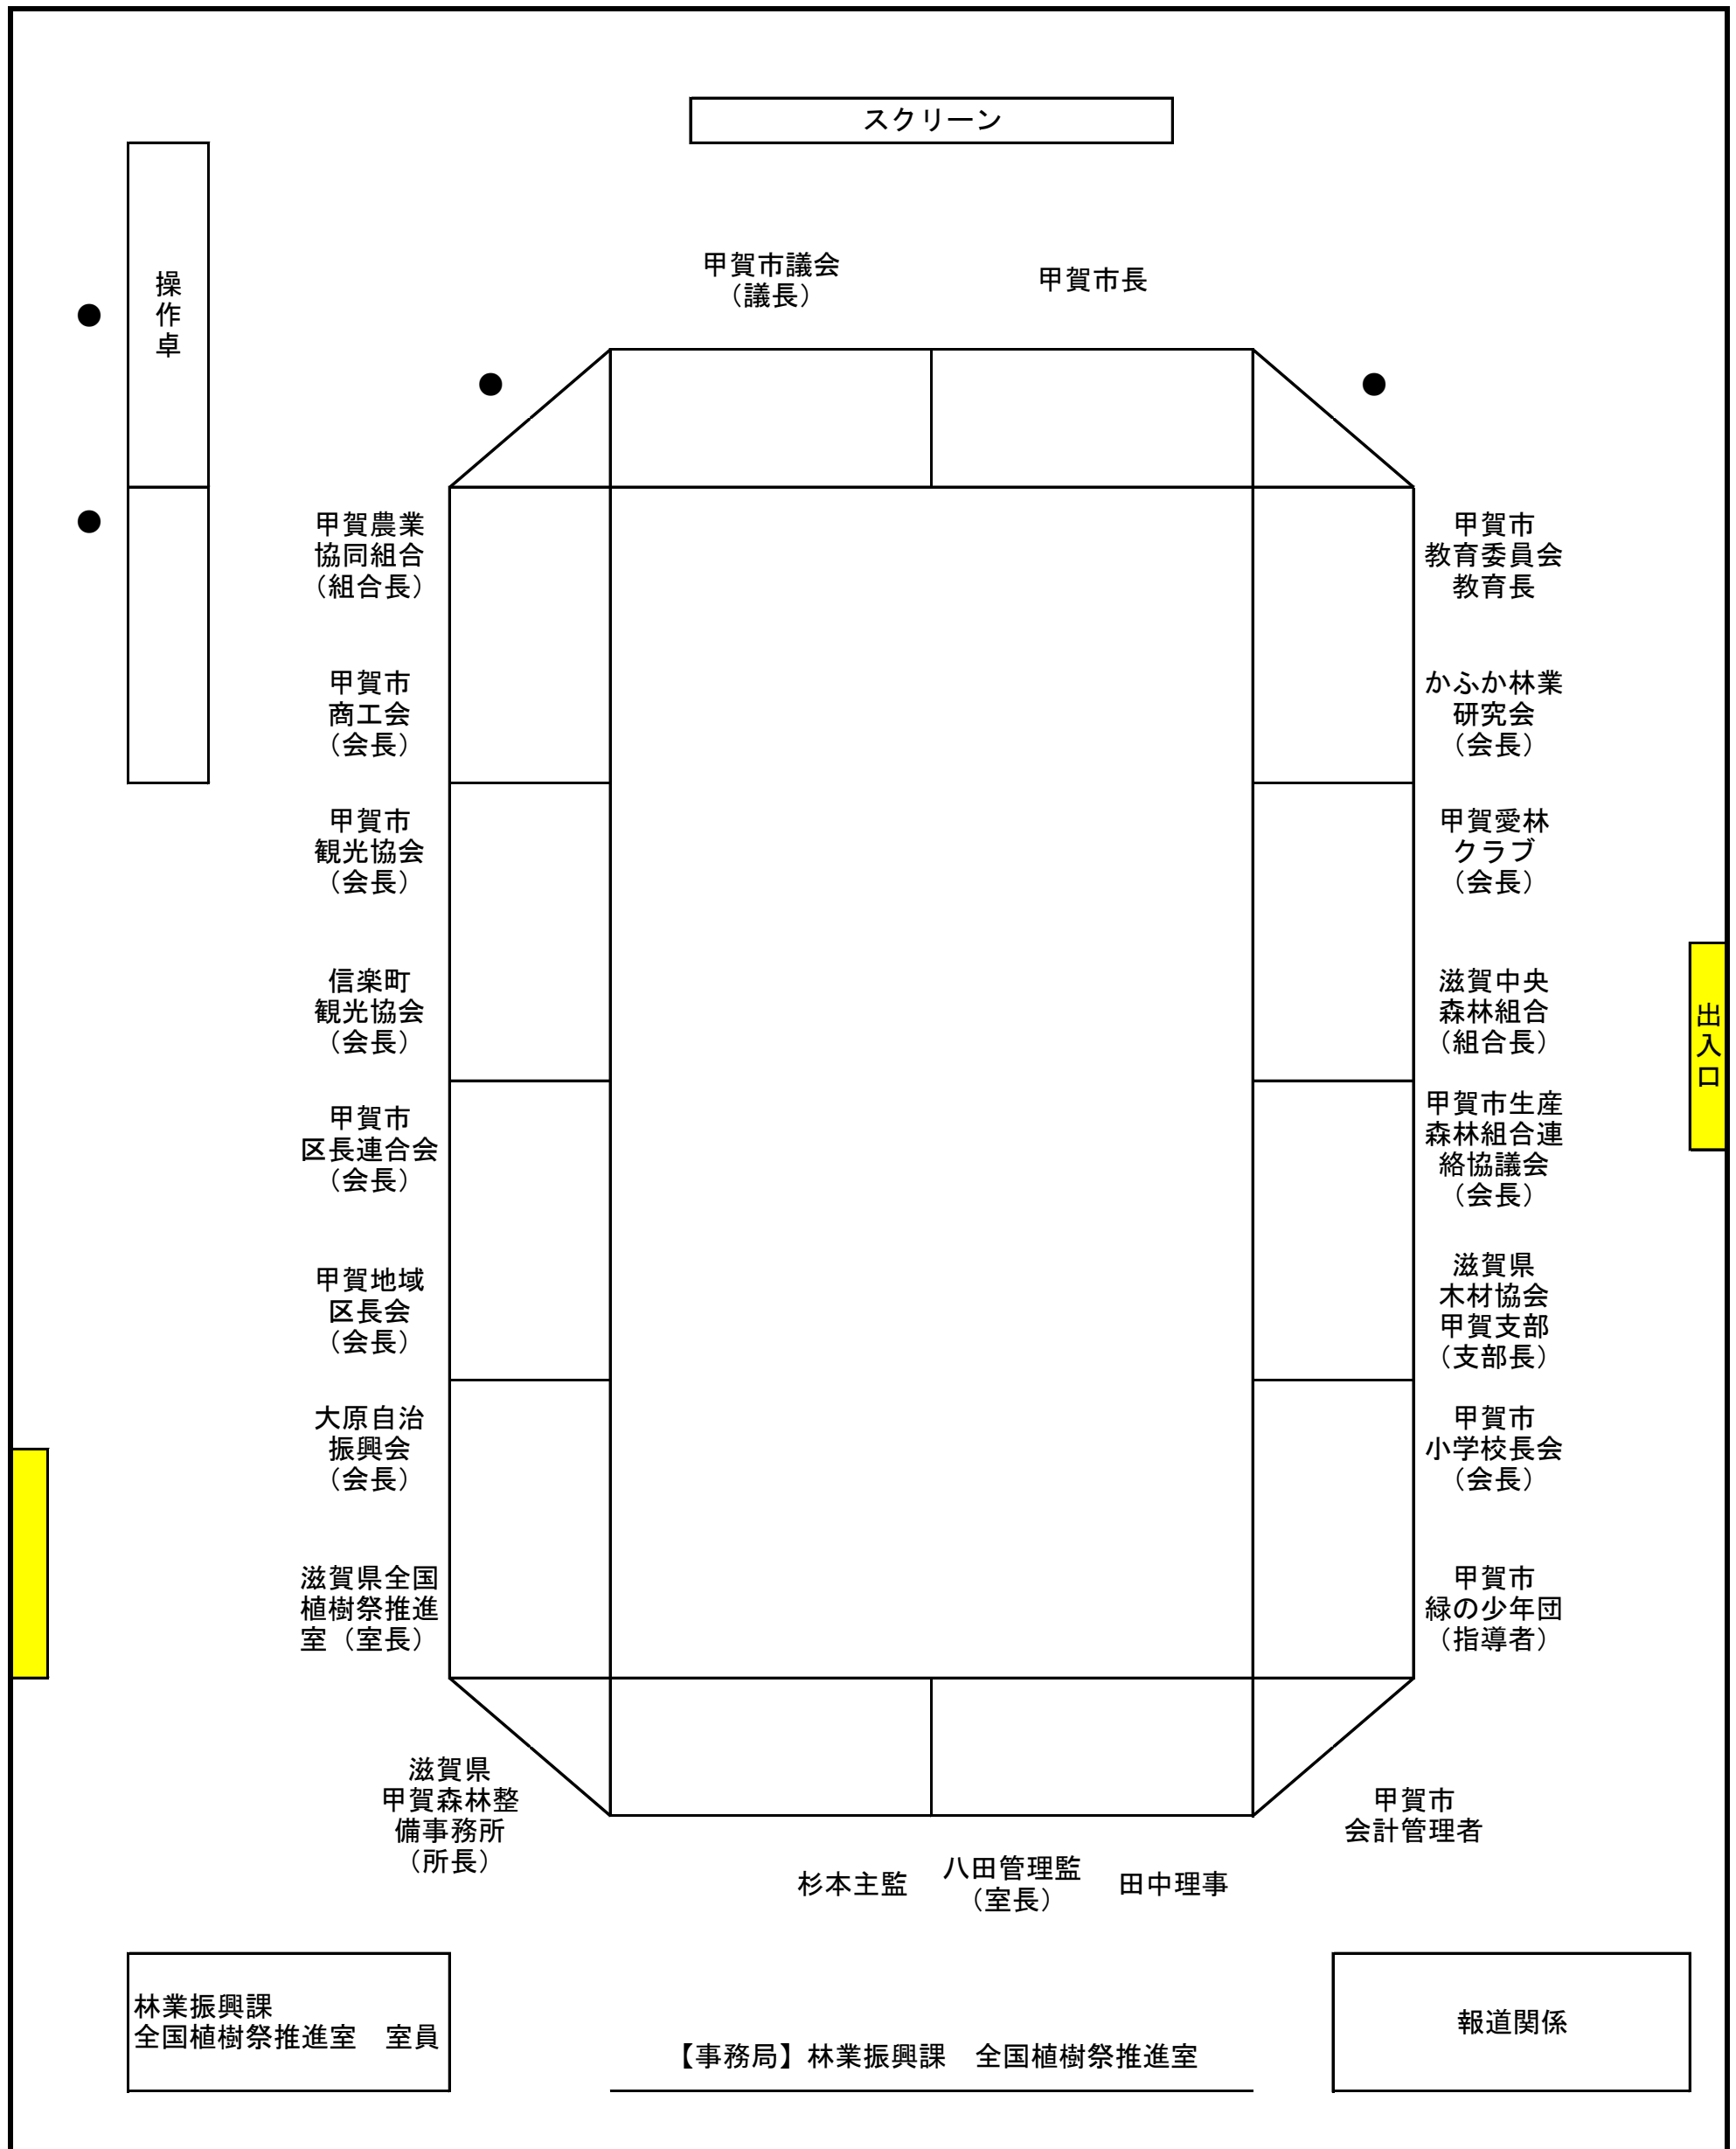 スクリーン
操作卓
甲賀市議会
（議長）
甲賀市長
甲賀農業
協同組合
（組合長）
甲賀市
教育委員会
教育長
甲賀市
商工会
（会長）
かふか林業
研究会
（会長）
甲賀市
観光協会
（会長）
甲賀愛林
クラブ
（会長）
信楽町
観光協会
（会長）
滋賀中央
森林組合
（組合長）
出入口
甲賀市
区長連合会
（会長）
甲賀市生産
森林組合連
絡協議会
（会長）
甲賀地域
区長会
（会長）
滋賀県
木材協会
甲賀支部
（支部長）
大原自治
振興会
（会長）
甲賀市
小学校長会
（会長）
滋賀県全国
植樹祭推進
室（室長）
甲賀市
緑の少年団
（指導者）
滋賀県
甲賀森林整
備事務所
（所長）
甲賀市
会計管理者
杉本主監
八田管理監
（室長）
田中理事
林業振興課
全国植樹祭推進室　室員
【事務局】林業振興課　全国植樹祭推進室
報道関係